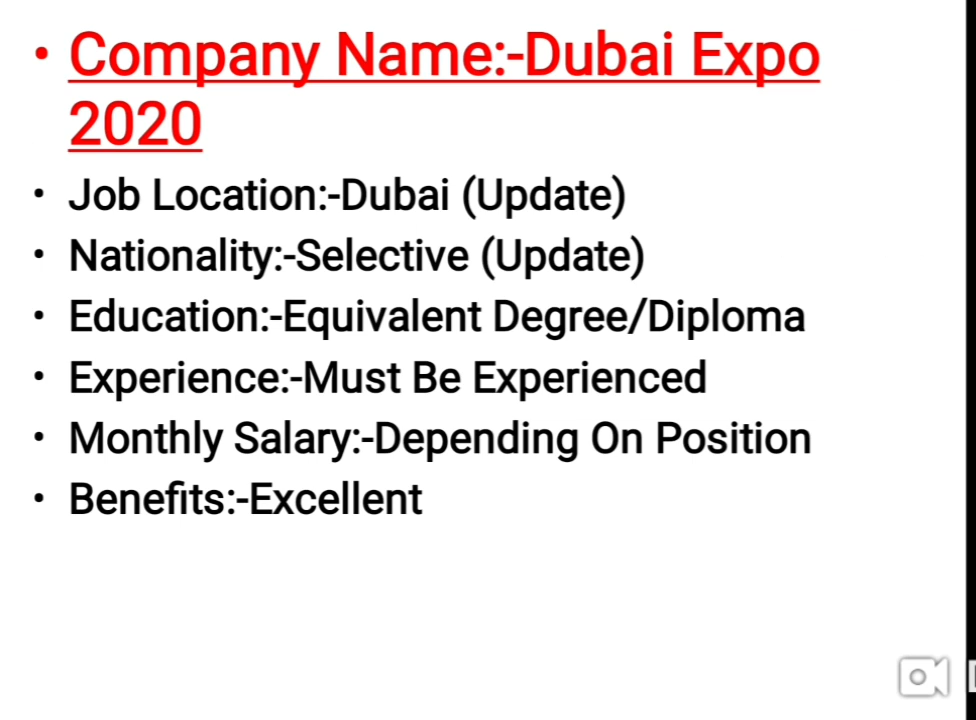 • Company Name:-Dubai Expo
2020
• Job Location:-Dubai (Update)
• Nationality:-Selective (Update)
• Education:-Equivalent Degree/Diploma
• Experience:-Must Be Experienced
• Monthly Salary:-Depending On Position
• Benefits:-Excellent